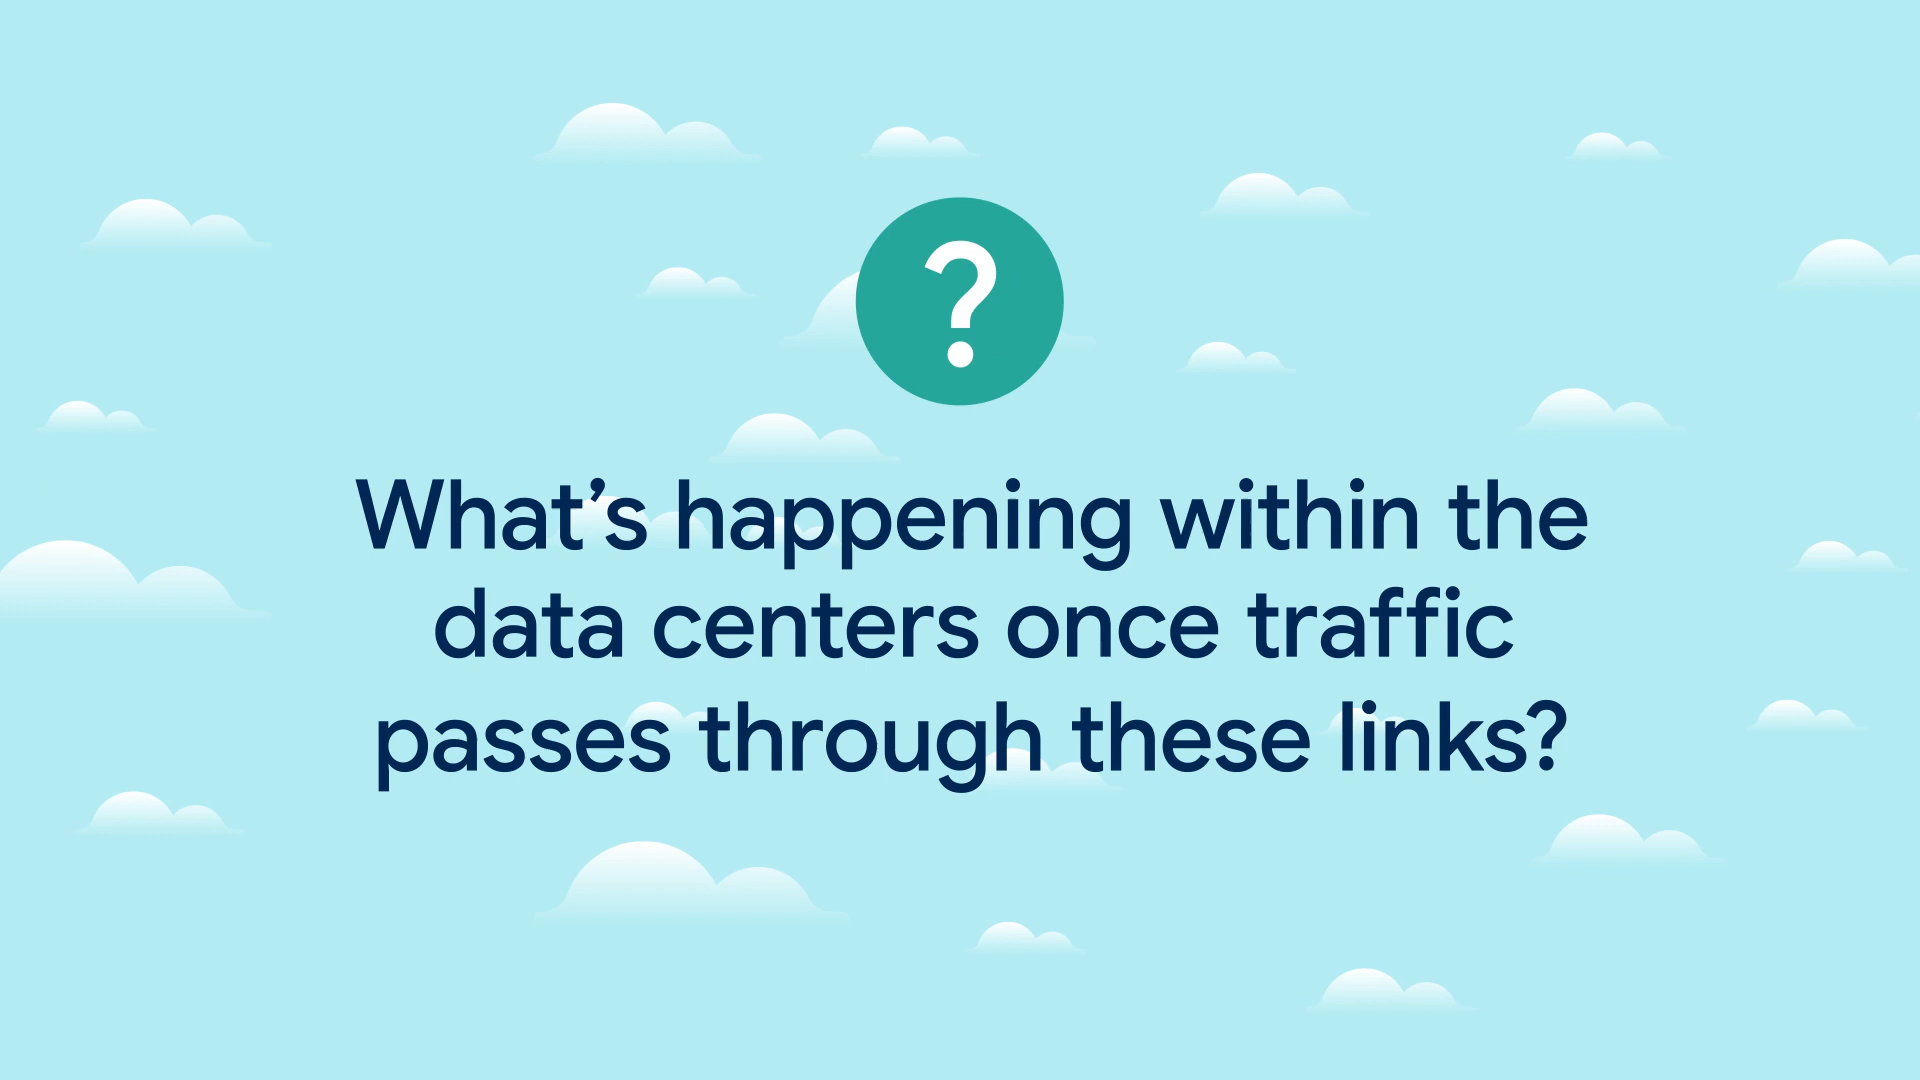 ?
What’s happening within the
data centers once traffic
passes through these links?